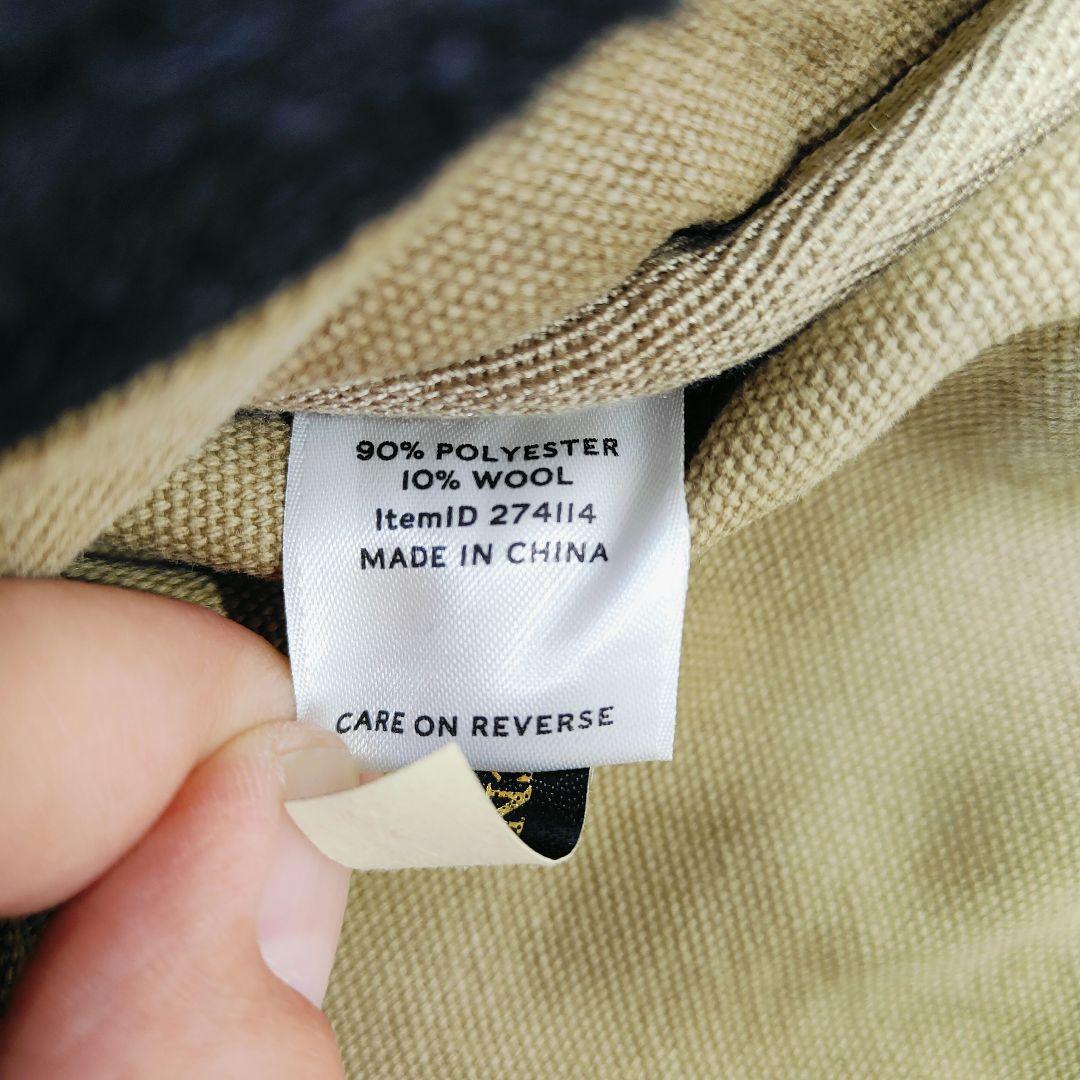 90% POLYESTER
10% WOOL
ItemID 274114
MADE IN CHINA
CARE ON REVERSE